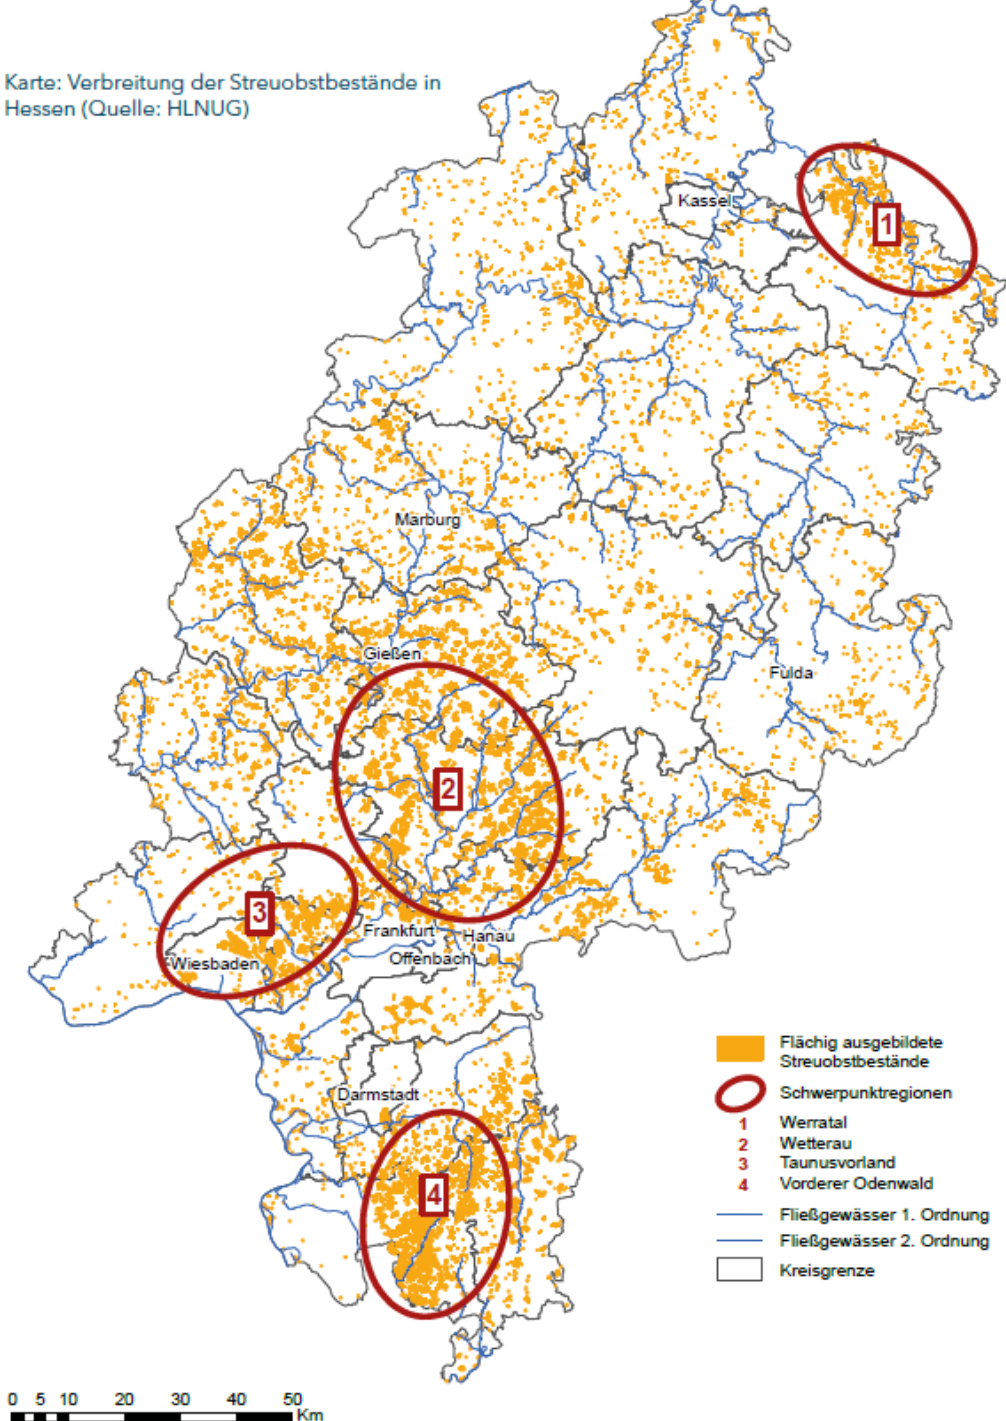 Karte: Verbreitung der Streuobstbestände in
Hessen (Quelle: HLNUG)
Kassel
1
Marburg
Gießen
Fulda
2
3
Frankfurt
Hanau
Offenbach
Wiesbaden
Darmstadt
4
Flächig ausgebildete
Streuobstbestände
Schwerpunktregionen
1 Werratal
2 Wetterau
3 Taunusvorland
4 Vorderer Odenwald
Fließgewässer 1. Ordnung
Fließgewässer 2. Ordnung
Kreisgrenze
0 5 10 20 30 40 50
Km